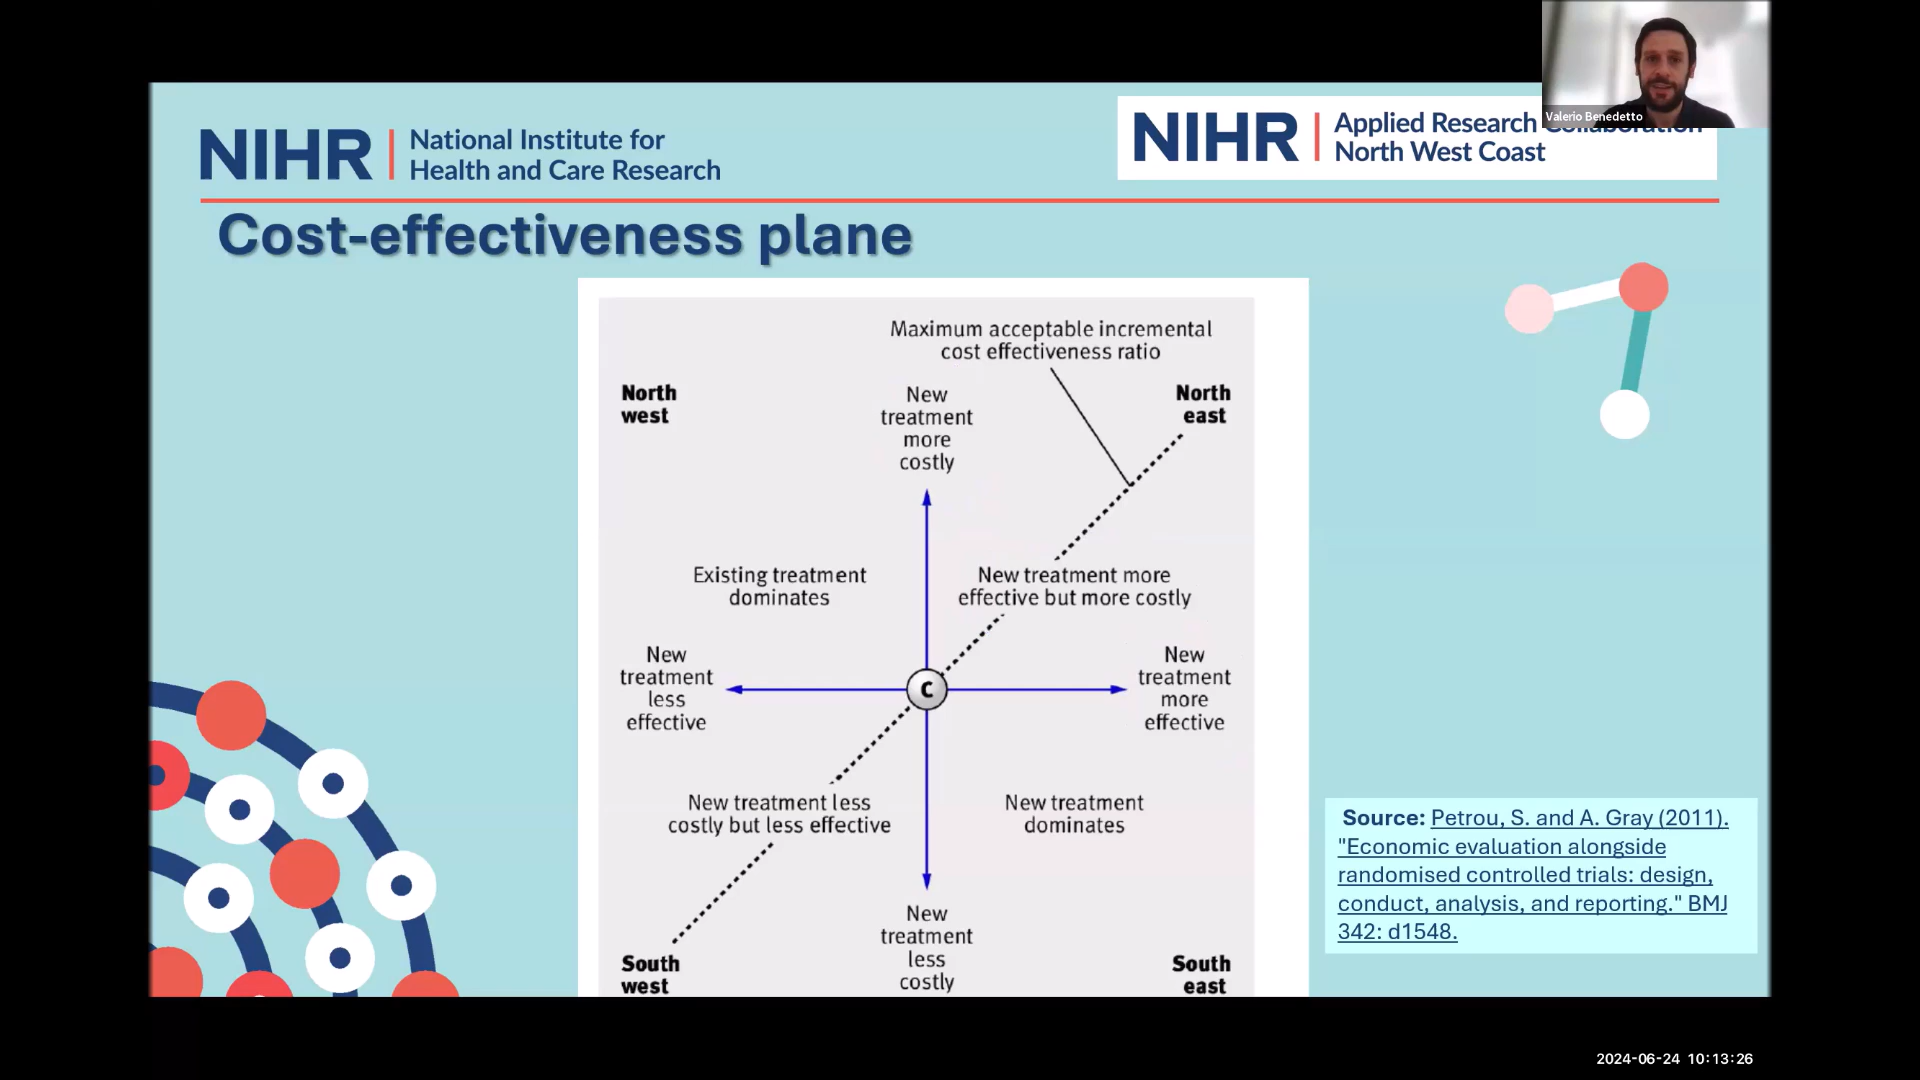 Valerio Benedetto
NIHR | National Institute for
Health and Care Research
NIHR | Applied Research Collaboration
North West Coast
Cost-effectiveness plane
Maximum acceptable incremental
cost effectiveness ratio
North
west
New
treatment
more
costly
North
east
Existing treatment
dominates
New treatment more
effective but more costly
New
treatment
less
effective
C
New
treatment
more
effective
New treatment less
costly but less effective
New treatment
dominates
New
treatment
less
costly
South
west
South
east
Source: Petrou, S. and A. Gray (2011).
"Economic evaluation alongside
randomised controlled trials: design,
conduct, analysis, and reporting." BMJ
342: d1548.
2024-06-24 10:13:26